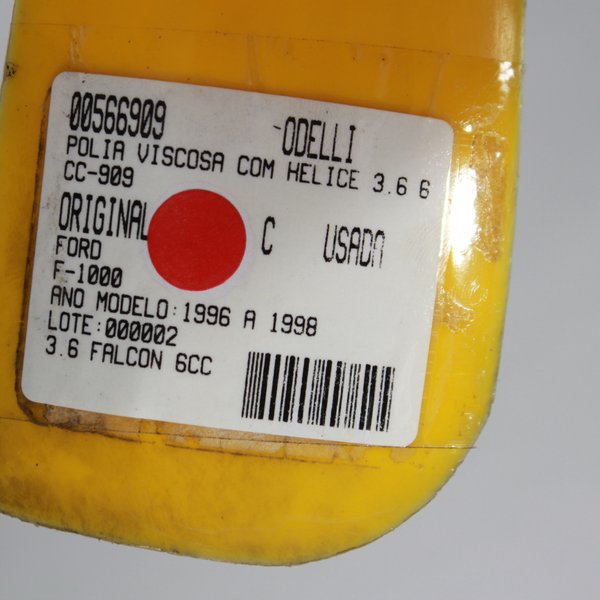 00566909 -ODELLI
POLIA VISCOSA COM HELICE 3.6 6
CC-909
ORIGINAL C USADA
FORD
F-1000
ANO MODELO:1996 A 1998
LOTE:000002
3.6 FALCON 6CC